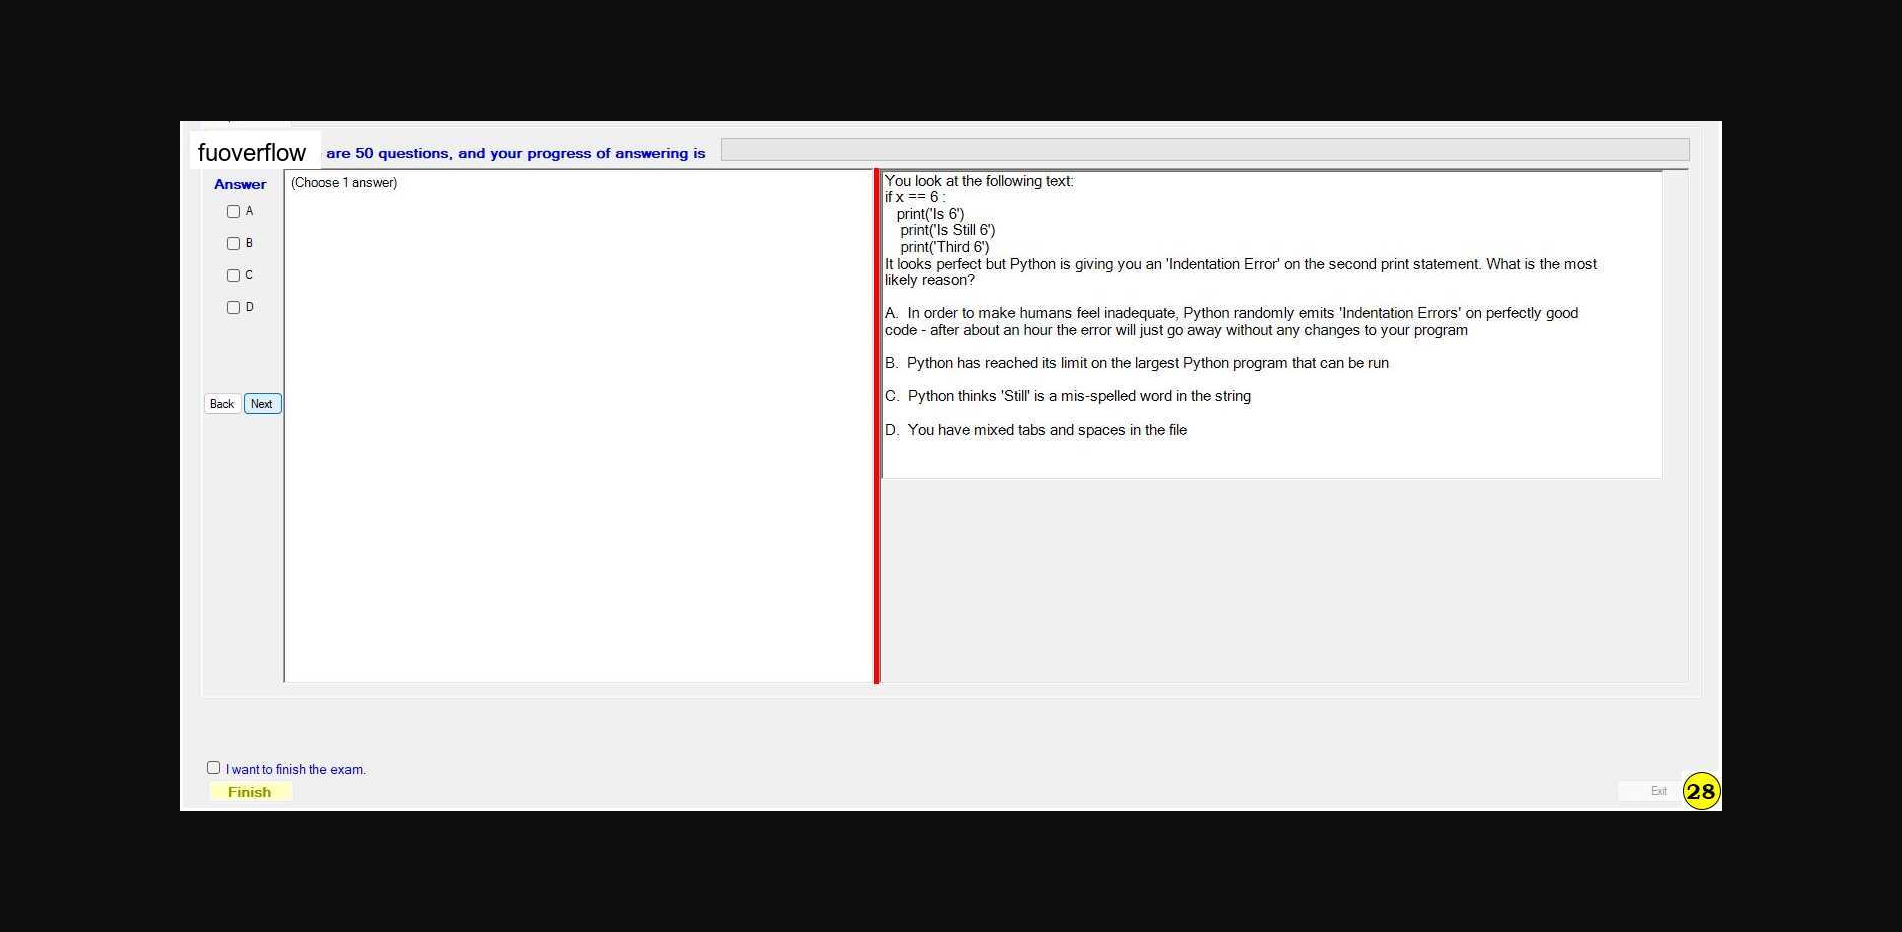 fuoverflow are 50 questions, and your progress of answering is
Answer
A
B
C
D
Back Next
(Choose 1 answer)
You look at the following text:
if x == 6 :
print('Is 6')
print('Is Still 6')
print('Third 6')
It looks perfect but Python is giving you an 'Indentation Error' on the second print statement. What is the most
likely reason?
A. In order to make humans feel inadequate, Python randomly emits 'Indentation Errors' on perfectly good
code - after about an hour the error will just go away without any changes to your program
B. Python has reached its limit on the largest Python program that can be run
C. Python thinks 'Still' is a mis-spelled word in the string
D. You have mixed tabs and spaces in the file
I want to finish the exam.
Finish
Exit
28